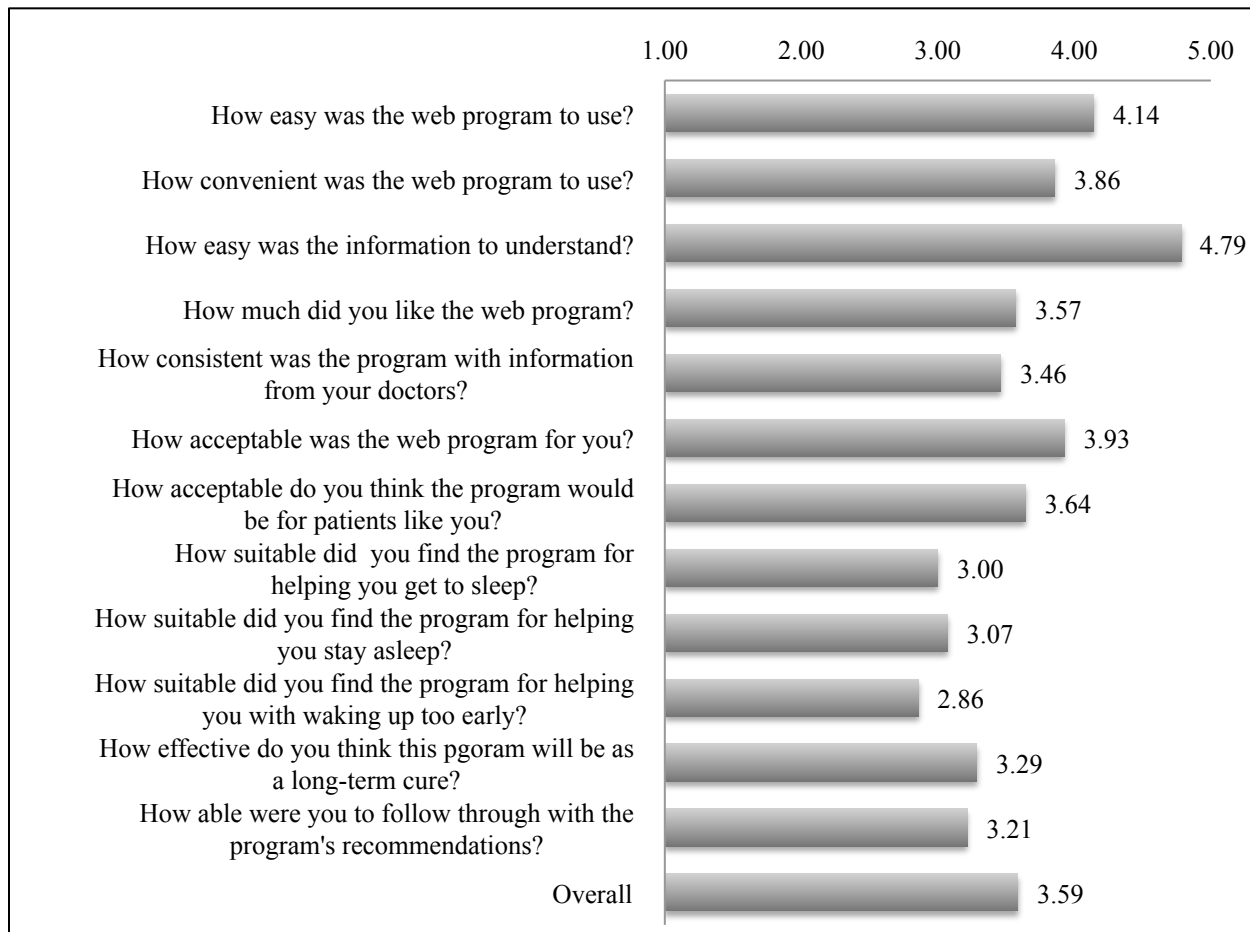 1.00 2.00 3.00 4.00 5.00
How easy was the web program to use? 4.14
How convenient was the web program to use? 3.86
How easy was the information to understand? 4.79
How much did you like the web program? 3.57
How consistent was the program with information
from your doctors? 3.46
How acceptable was the web program for you? 3.93
How acceptable do you think the program would
be for patients like you? 3.64
How suitable did  you find the program for
helping you get to sleep? 3.00
How suitable did you find the program for helping
you stay asleep? 3.07
How suitable did you find the program for helping
you with waking up too early? 2.86
How effective do you think this pgoram will be as
a long-term cure? 3.29
How able were you to follow through with the
program's recommendations? 3.21
Overall 3.59